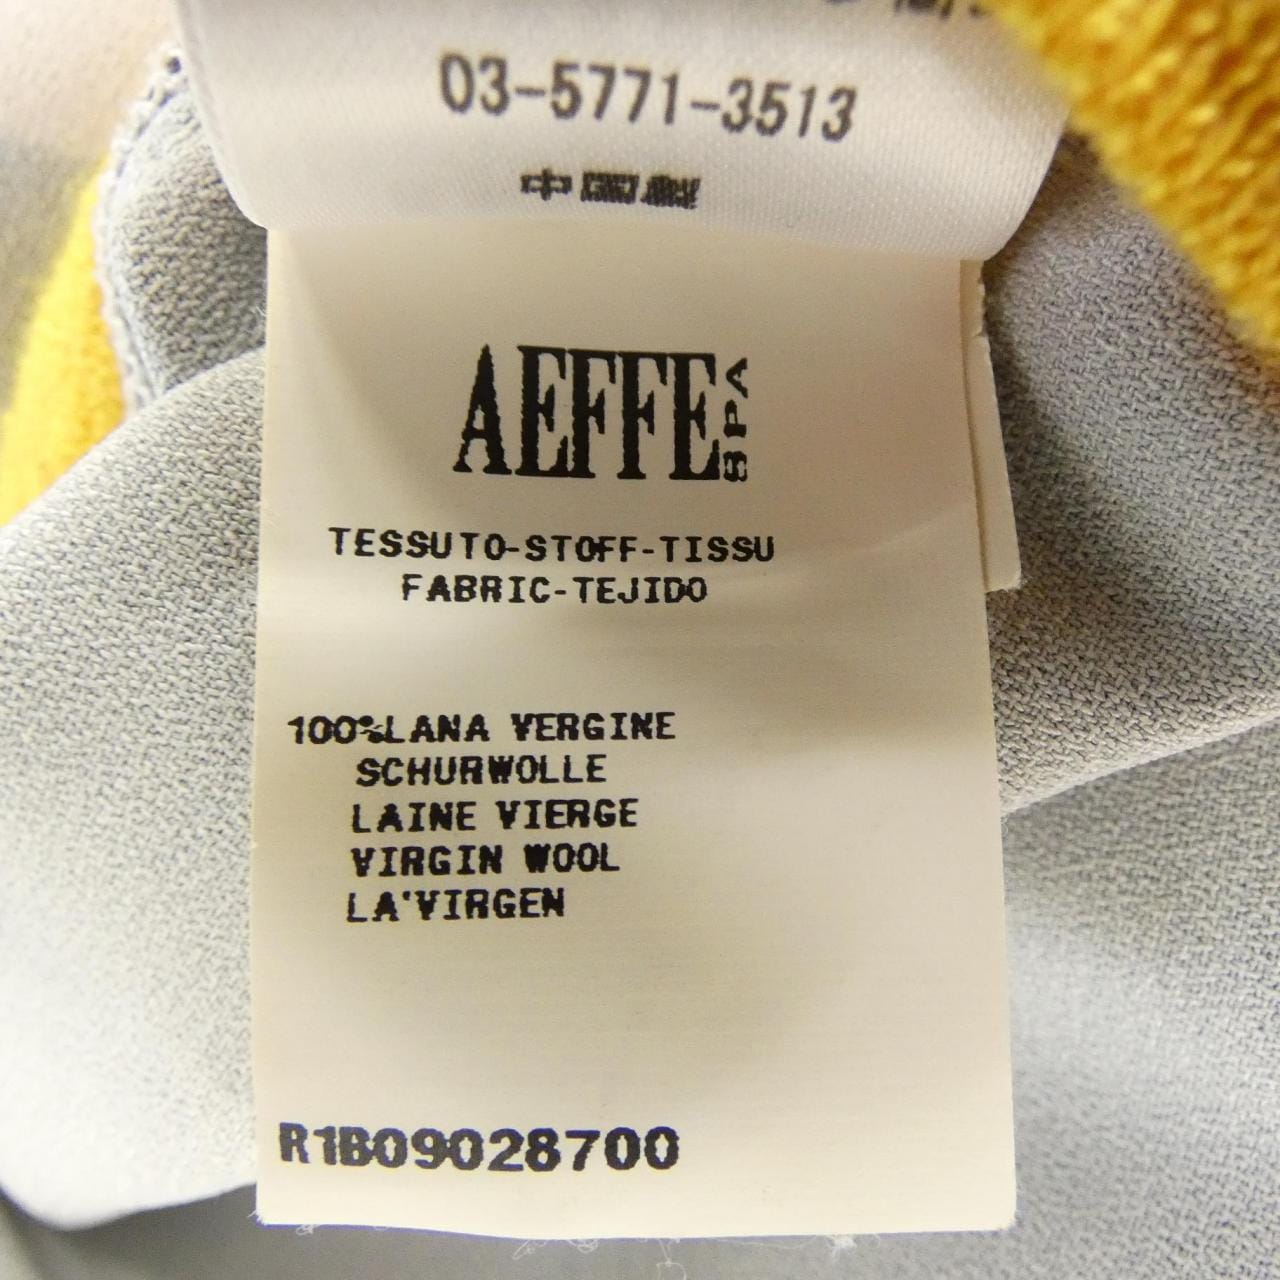 03-5771-3513
中国製
AEFFE SPA
TESSUTO-STOFF-TISSU
FABRIC-TEJIDO
100%LANA VERGINE
SCHURWOLLE
LAINE VIERGE
VIRGIN WOOL
LA'VIRGEN
R1B09028700